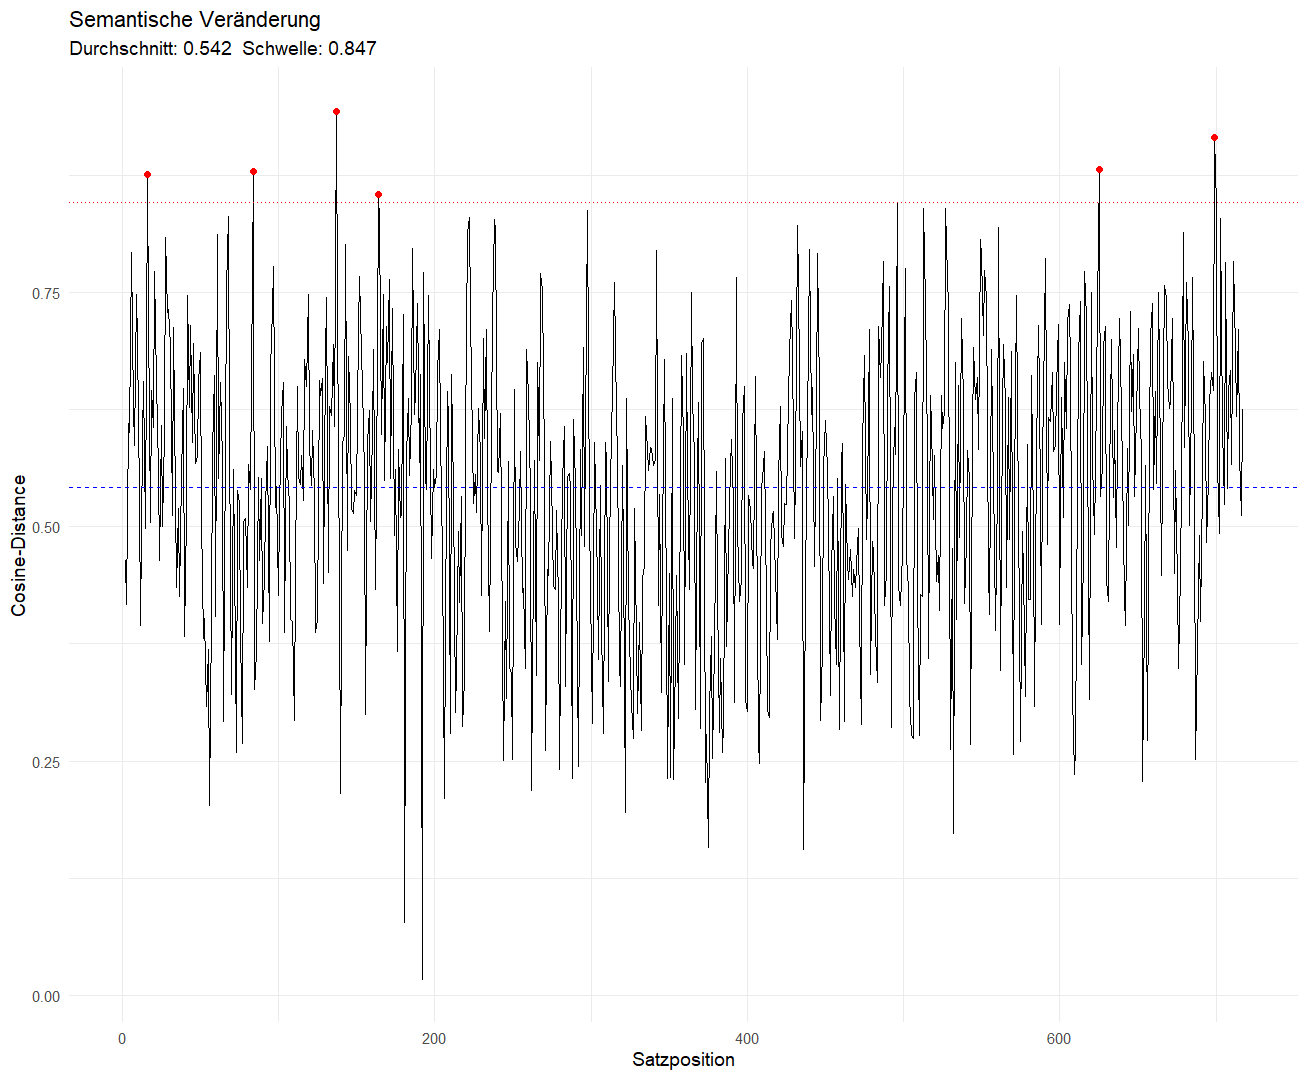 Semantische Veränderung
Durchschnitt: 0.542  Schwelle: 0.847
Cosine-Distance
0.75
0.50
0.25
0.00
0
200
400
600
Satzposition